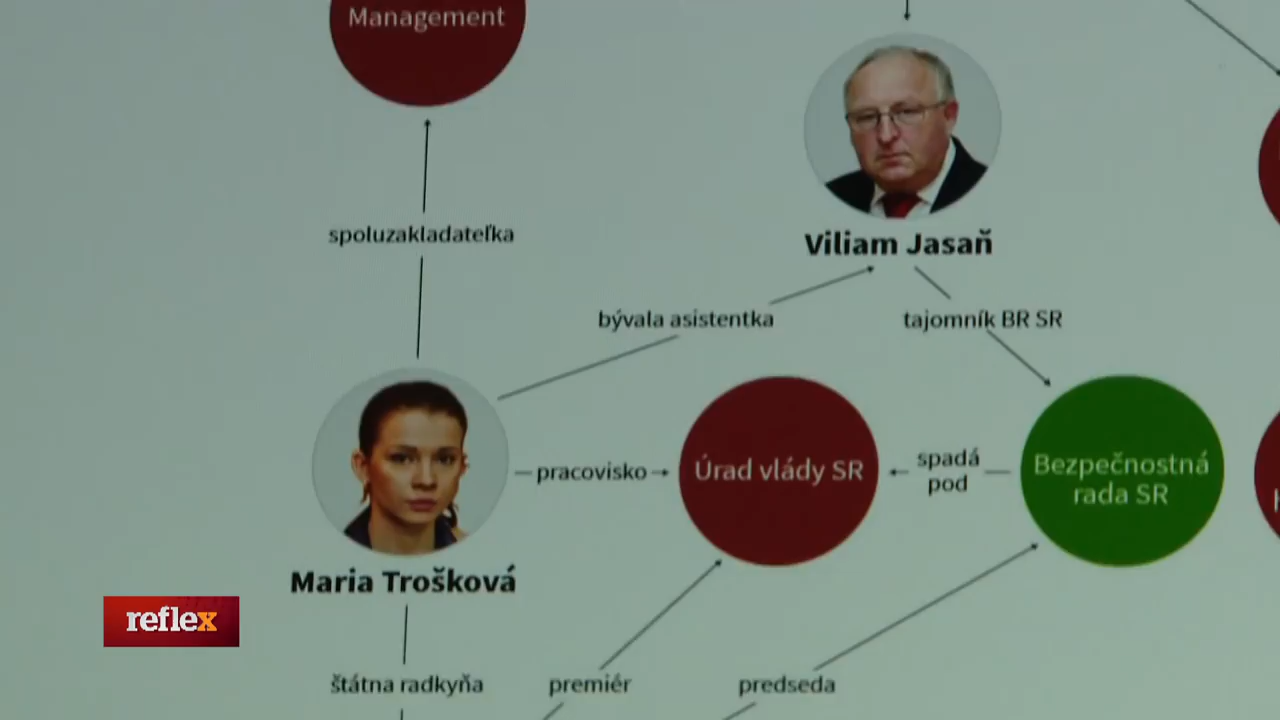 Management
spoluzakladateľka
Viliam Jasaň
bývala asistentka
tajomník BR SR
pracovisko
Úrad vlády SR
spadá
pod
Bezpečnostná
rada SR
Maria Trošková
reflex
štátna radkyňa
premiér
predseda